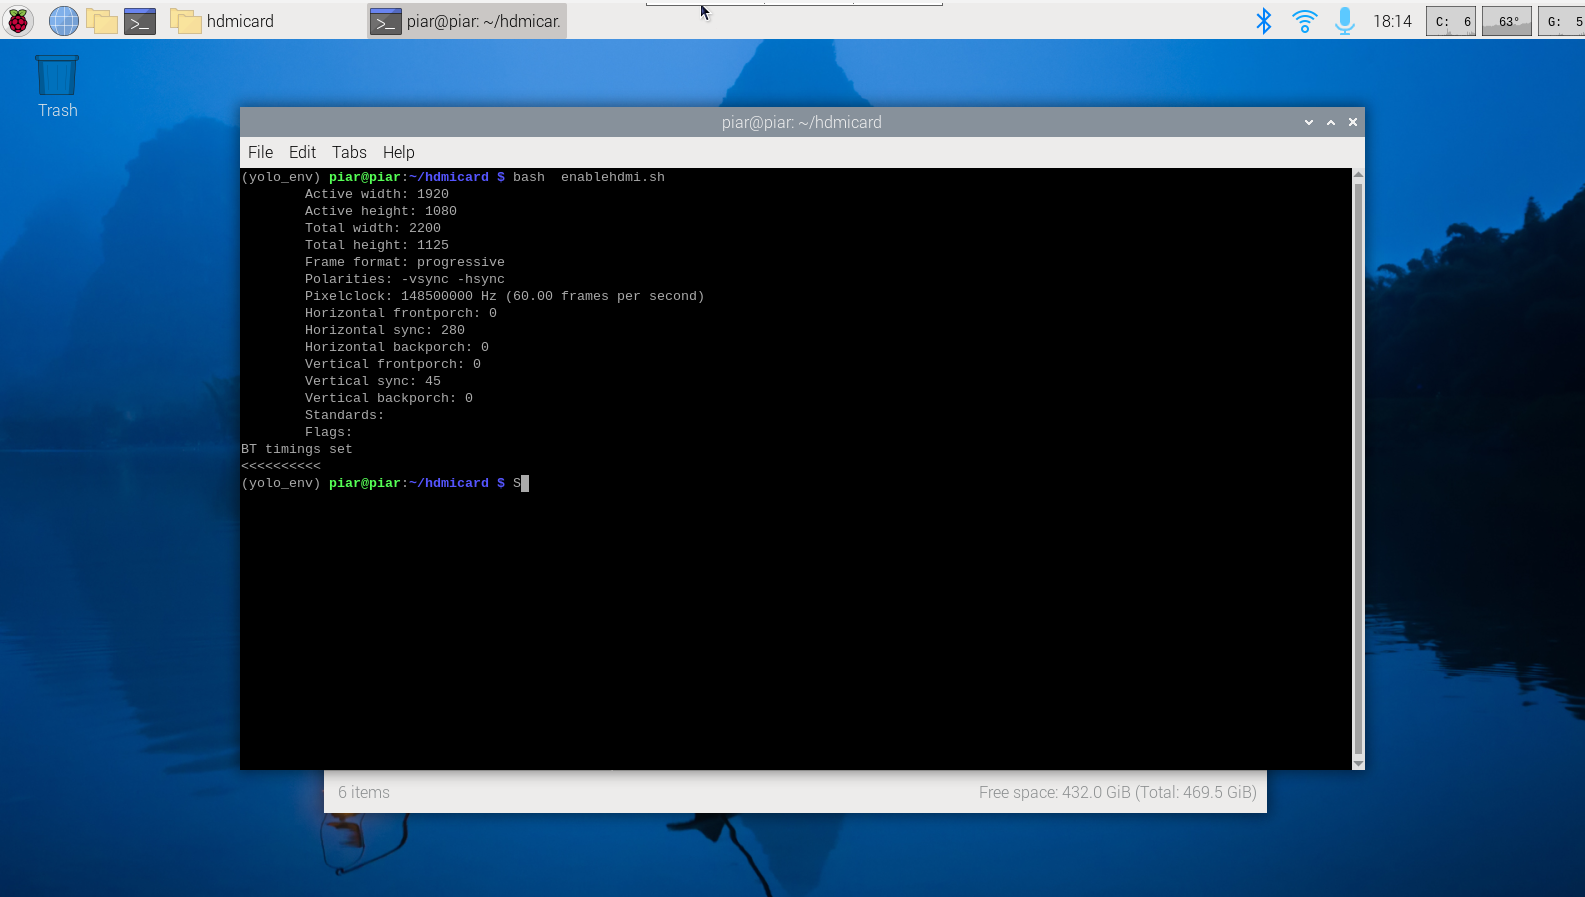 hdmicard
piar@piar: ~/hdmicar.
18:14
C: 6
63°
G: 5
Trash
piar@piar: ~/hdmicard
File Edit Tabs Help
(yolo_env) piar@piar:~/hdmicard $ bash  enablehdmi.sh
Active width: 1920
Active height: 1080
Total width: 2200
Total height: 1125
Frame format: progressive
Polarities: -vsync -hsync
Pixelclock: 148500000 Hz (60.00 frames per second)
Horizontal frontporch: 0
Horizontal sync: 280
Horizontal backporch: 0
Vertical frontporch: 0
Vertical sync: 45
Vertical backporch: 0
Standards:
Flags:
BT timings set
<<<<<<<<<<
(yolo_env) piar@piar:~/hdmicard $ S
6 items
Free space: 432.0 GiB (Total: 469.5 GiB)